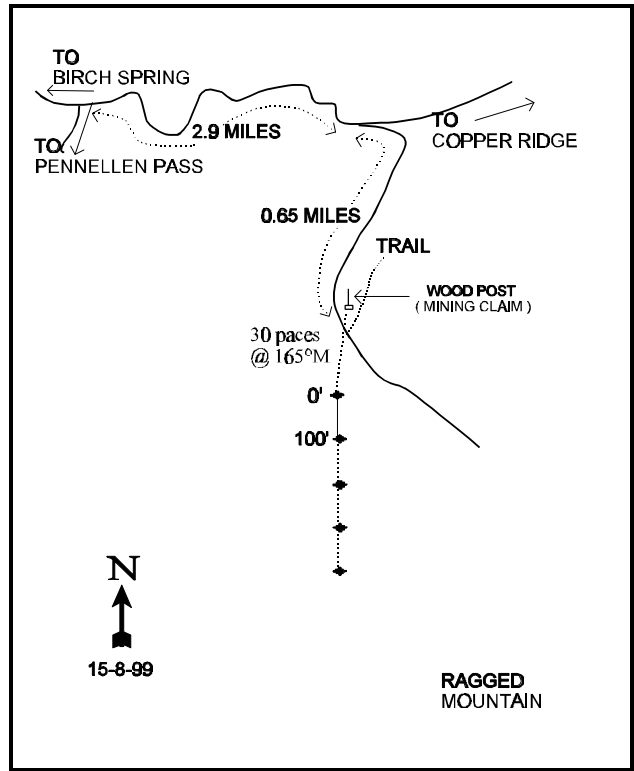 TO
BIRCH SPRING
2.9 MILES
TO
COPPER RIDGE
TO
PENNELLEN PASS
0.65 MILES
TRAIL
WOOD POST
( MINING CLAIM )
30 paces
@ 165°M
0'
100'
N
15-8-99
RAGGED
MOUNTAIN